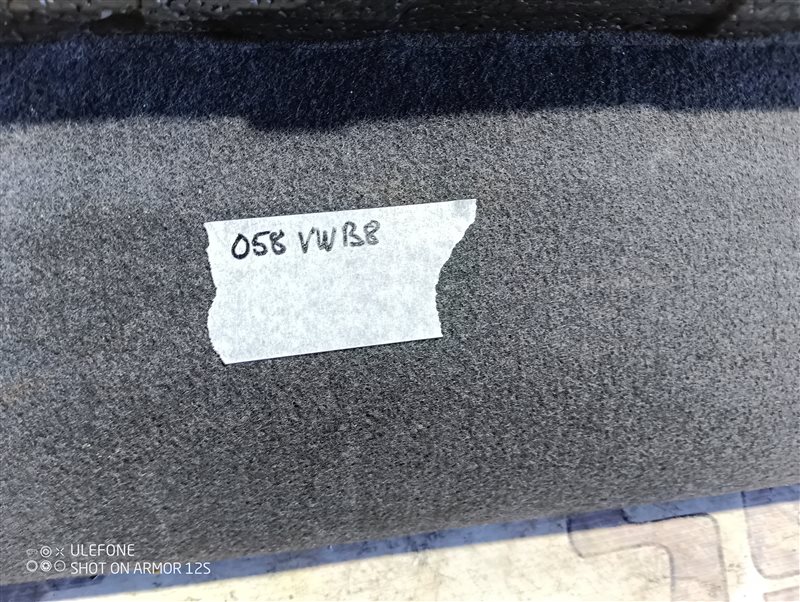 058 VWB8
ULEFONE
SHOT ON ARMOR 12S